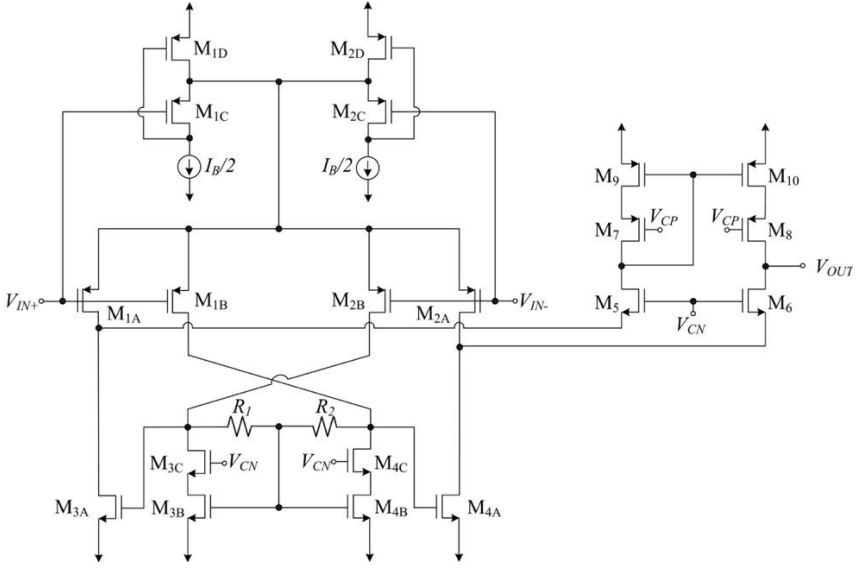 M1D
M2D
M1C
M2C
IB/2
IB/2
M9
M10
VCP
VCP
M7
M8
VOUT
VIN+
M1A
M1B
M2B
M2A
VIN-
M5
VCN
M6
R1
R2
M3C
VCN
VCN
M4C
M3A
M3B
M4B
M4A